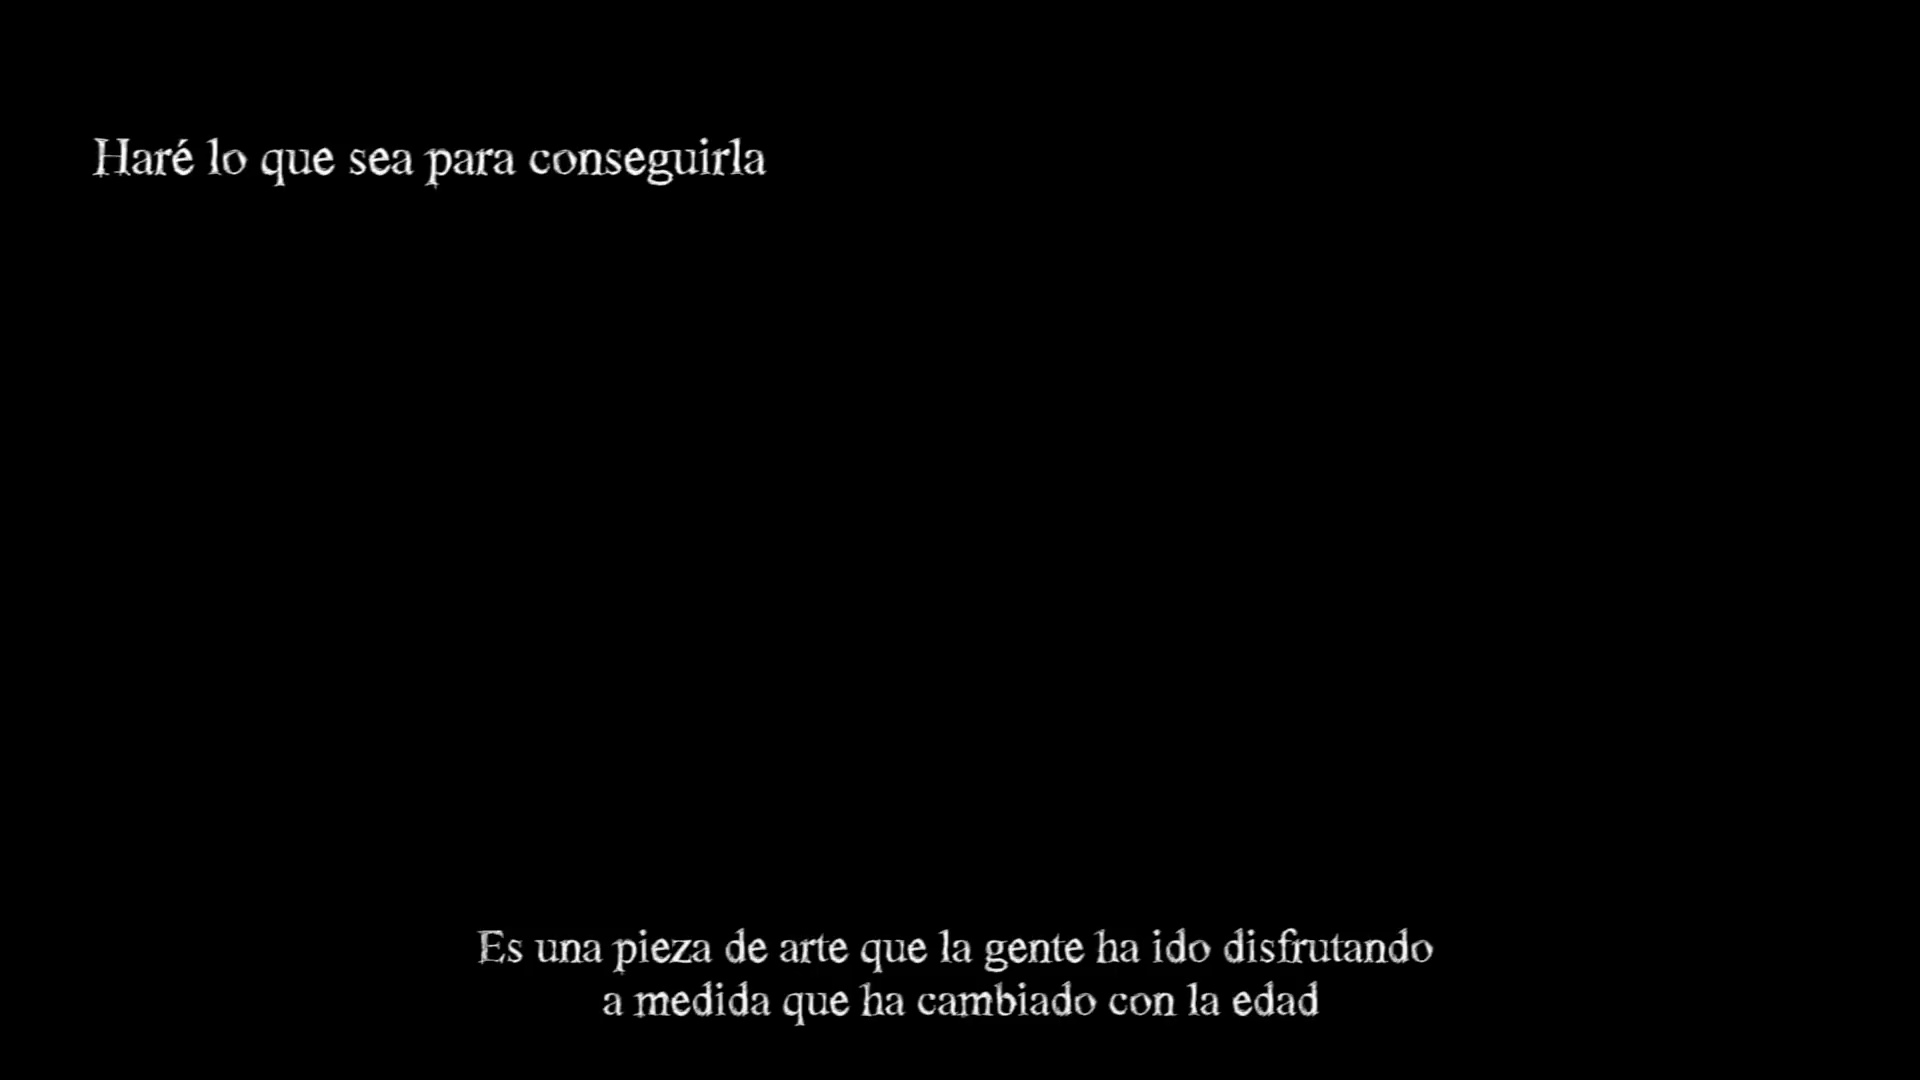 Haré lo que sea para conseguirla
Es una pieza de arte que la gente ha ido disfrutando
a medida que ha cambiado con la edad